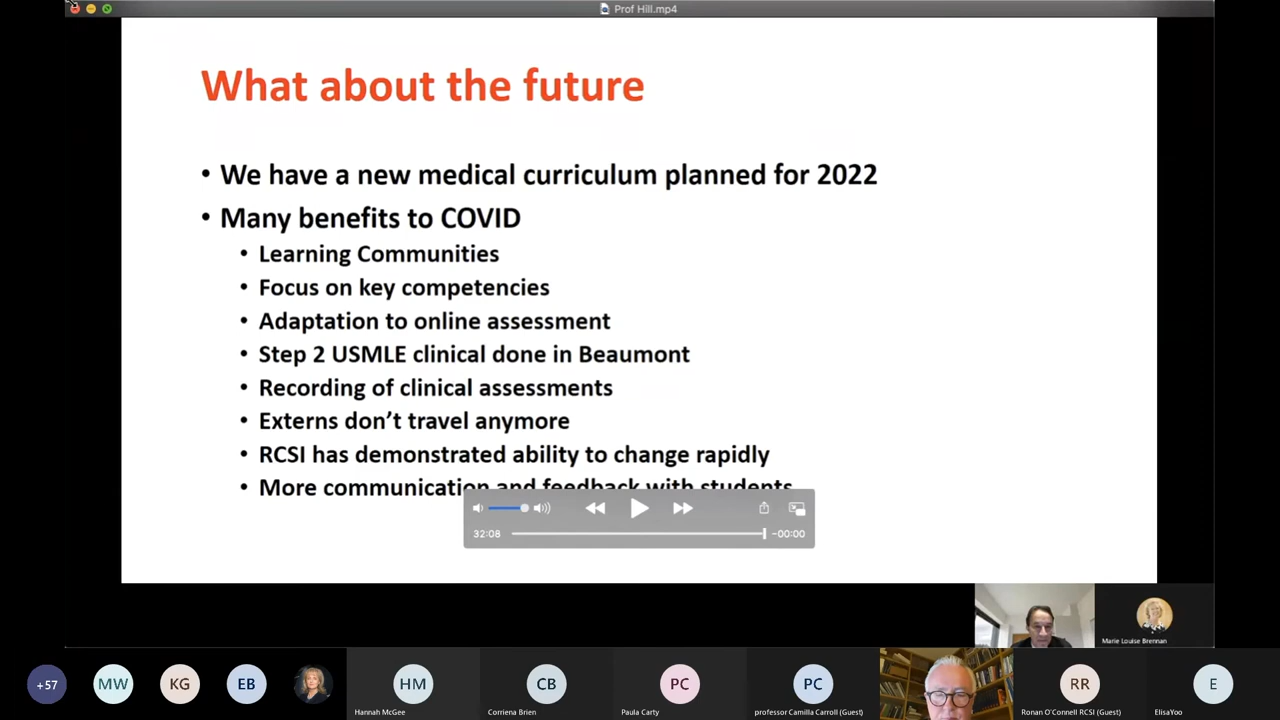 Prof Hill.mp4
What about the future
• We have a new medical curriculum planned for 2022
• Many benefits to COVID
• Learning Communities
• Focus on key competencies
• Adaptation to online assessment
• Step 2 USMLE clinical done in Beaumont
• Recording of clinical assessments
• Externs don't travel anymore
• RCSI has demonstrated ability to change rapidly
• More communication and feedback with students
32:08 -00:00
Marie Louise Brennan
+57 MW KG EB HM CB PC PC RR E
Hannah McGee Corriena Brien Paula Carty professor Camilla Carroll (Guest) Ronan O'Connell RCSI (Guest) ElisaYoo